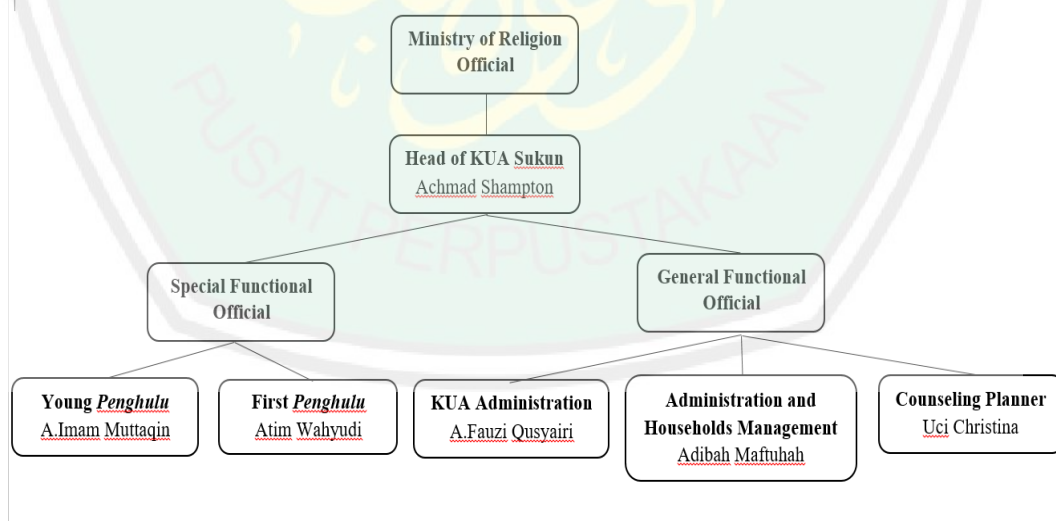 Ministry of Religion
Official
Head of KUA Sukun
Achmad Shampton
Special Functional
Official
General Functional
Official
Young Penghulu
A.Imam Muttaqin
First Penghulu
Atim Wahyudi
KUA Administration
A.Fauzi Qusyairi
Administration and
Households Management
Adibah Maftuhah
Counseling Planner
Uci Christina
PUSAT PERPUSTAKAAN